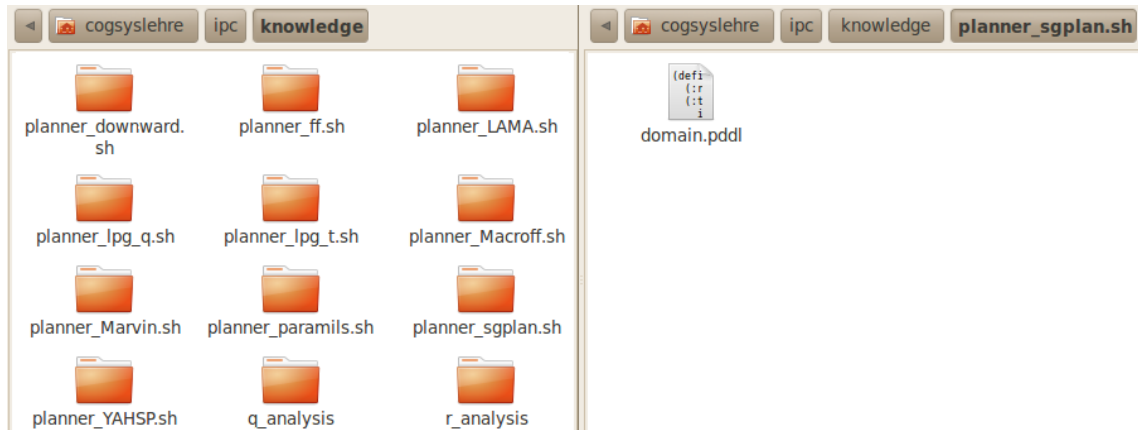 cogsyslehre ipc knowledge
planner_downward.
sh
planner_ff.sh
planner_LAMA.sh
planner_lpg_q.sh
planner_lpg_t.sh
planner_Macroff.sh
planner_Marvin.sh
planner_paramils.sh
planner_sgplan.sh
planner_YAHSP.sh
q_analysis
r_analysis
cogsyslehre ipc knowledge planner_sgplan.sh
(defi
(:r
(:t
i
domain.pddl